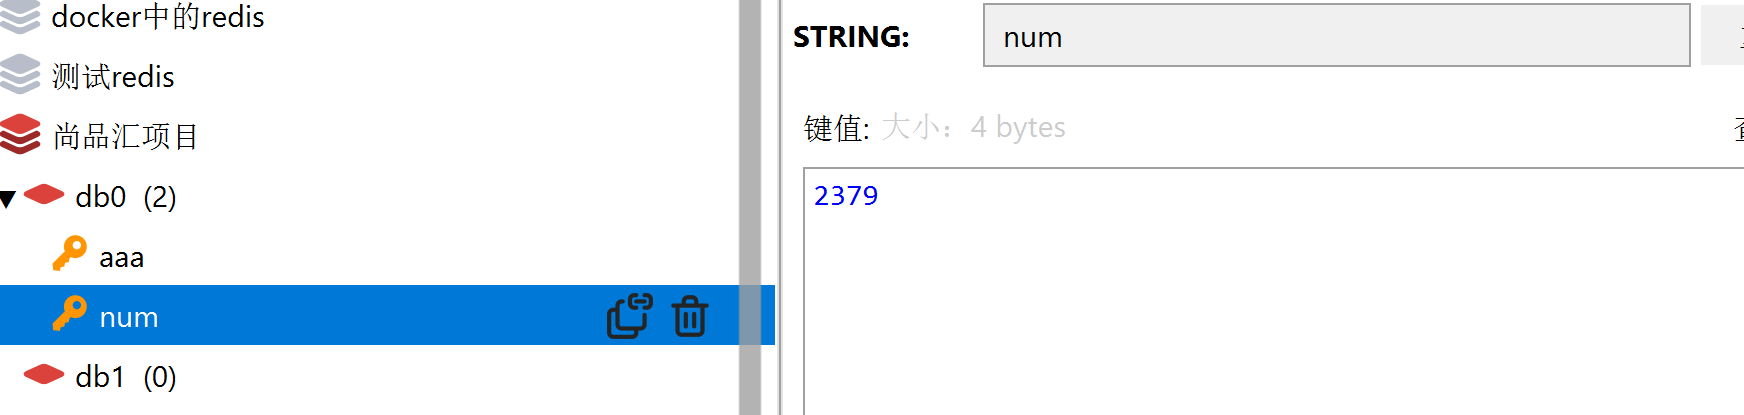 docker中的redis
测试redis
尚品汇项目
db0 (2)
aaa
num
db1 (0)
STRING:
num
键值: 大小：4 bytes
2379